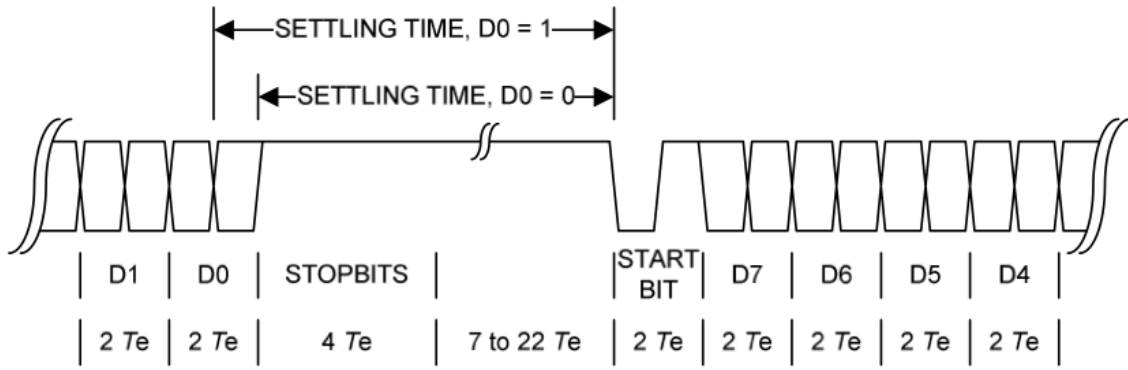 SETTLING TIME, D0 = 1
SETTLING TIME, D0 = 0
D1 D0 STOPBITS START BIT D7 D6 D5 D4
2 Te 2 Te 4 Te 7 to 22 Te 2 Te 2 Te 2 Te 2 Te 2 Te